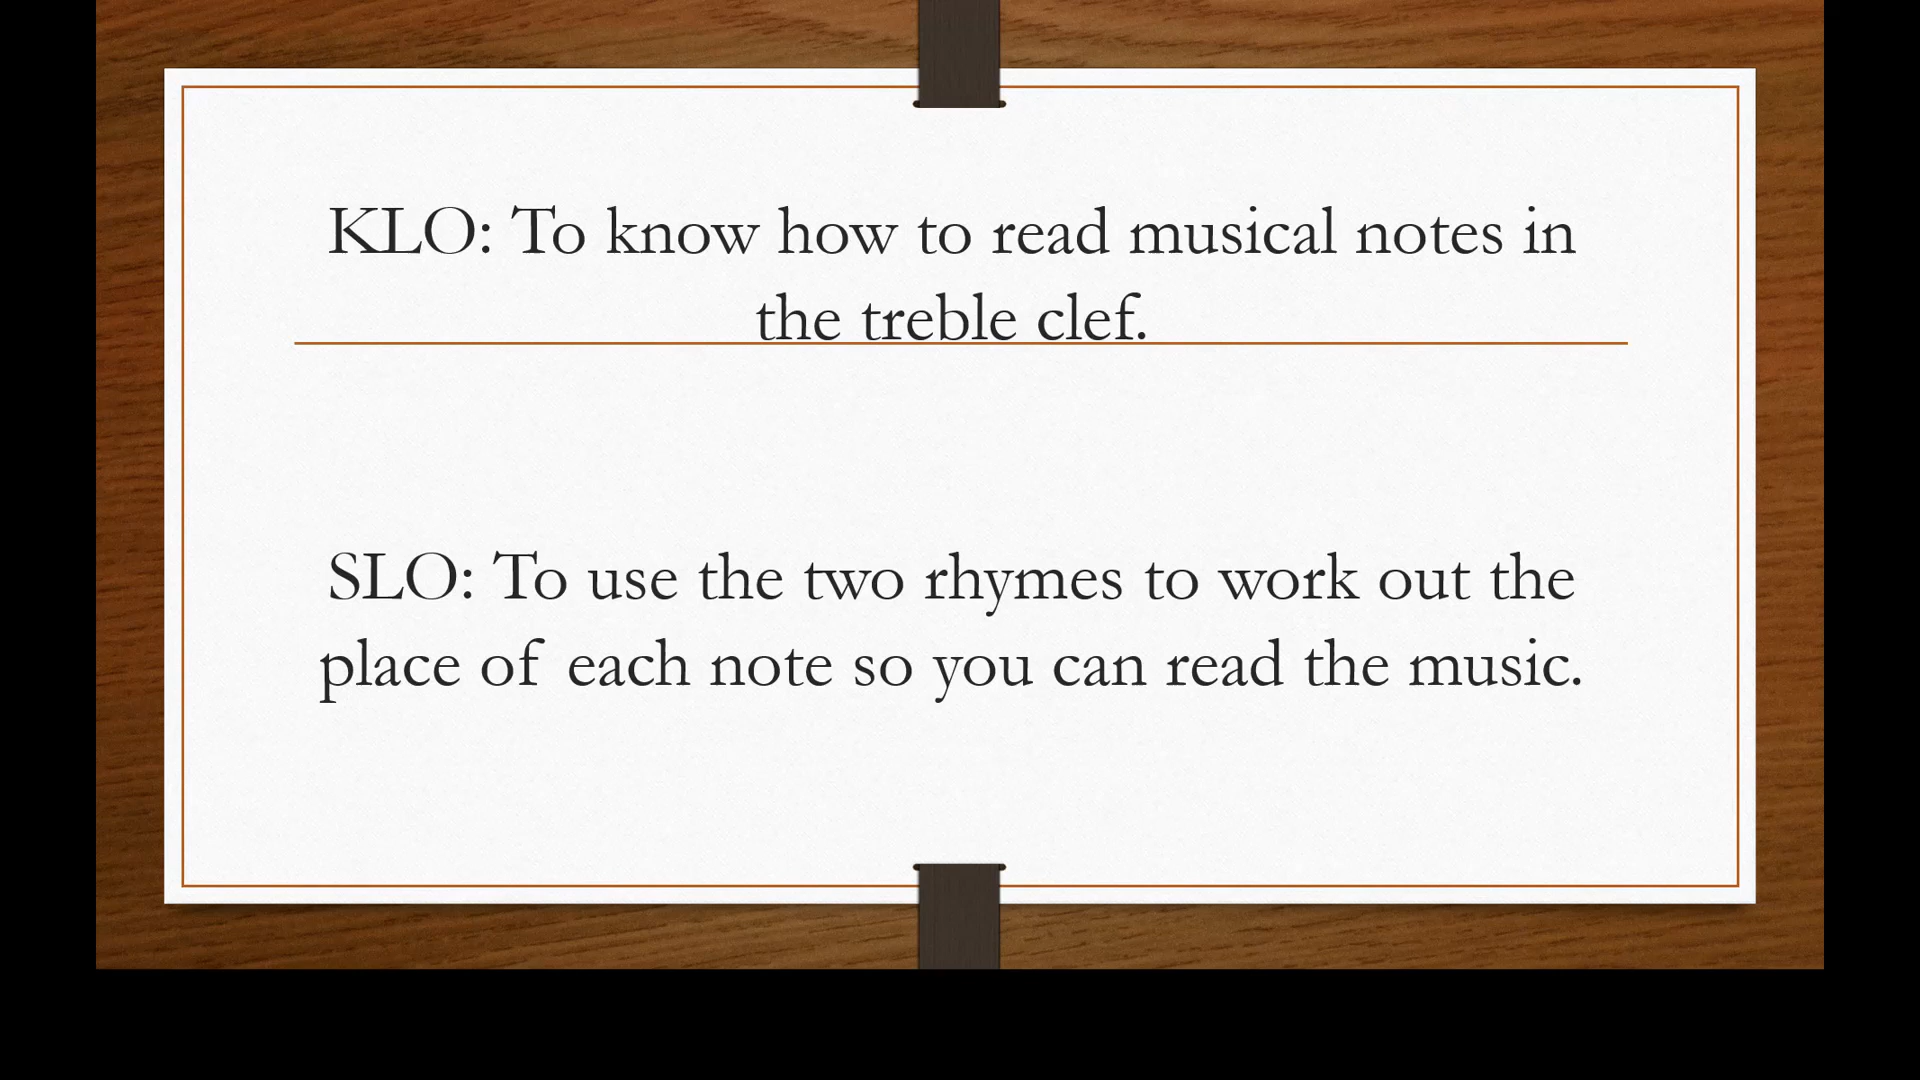 KLO: To know how to read musical notes in
the treble clef.
SLO: To use the two rhymes to work out the
place of each note so you can read the music.